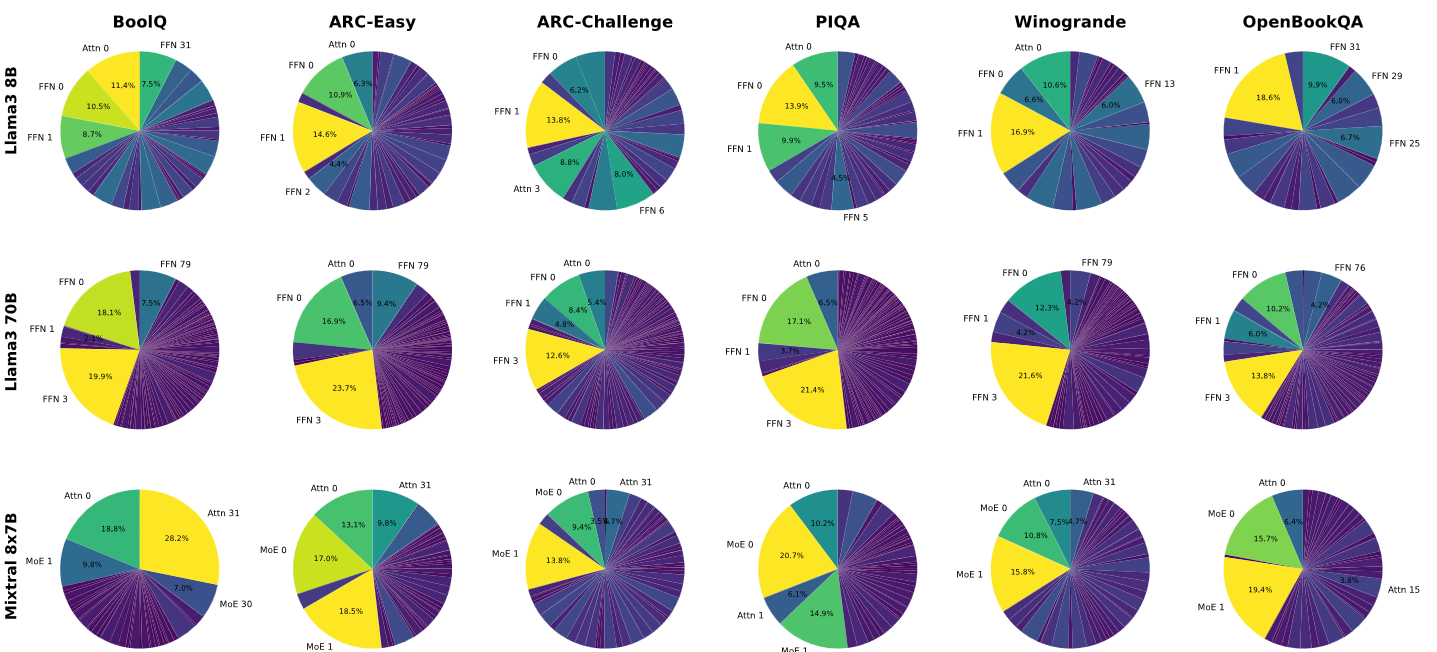 BoolQ ARC-Easy ARC-Challenge PIQA Winogrande OpenBookQA
Llama3 8B
Attn 0 FFN 31
FFN 0
FFN 1
11.4% 7.5%
10.5%
8.7%
Attn 0
FFN 0
FFN 1
FFN 2
6.3%
10.9%
14.6%
4.4%
FFN 0
FFN 1
Attn 3
FFN 6
6.2%
13.8%
8.8%
8.0%
Attn 0
FFN 0
FFN 1
FFN 5
9.5%
13.9%
9.9%
4.5%
Attn 0
FFN 0
FFN 1
FFN 13
10.6%
6.6%
16.9%
6.0%
FFN 31
FFN 29
FFN 1
FFN 25
9.9%
6.0%
18.6%
6.7%
Llama3 70B
FFN 79
FFN 0
FFN 1
FFN 3
7.5%
18.1%
2.1%
19.9%
Attn 0 FFN 79
FFN 0
FFN 3
6.5% 9.4%
16.9%
23.7%
Attn 0
FFN 0
FFN 1
FFN 3
5.4%
8.4%
4.8%
12.6%
Attn 0
FFN 0
FFN 1
FFN 3
6.5%
17.1%
3.7%
21.4%
FFN 79
FFN 0
FFN 1
FFN 3
4.2%
12.3%
4.2%
21.6%
FFN 76
FFN 0
FFN 1
FFN 3
4.2%
10.2%
6.0%
13.8%
Mixtral 8x7B
Attn 0
Attn 31
MoE 1
MoE 30
18.8%
28.2%
9.8%
7.0%
Attn 0 Attn 31
MoE 0
MoE 1
13.1% 9.8%
17.0%
18.5%
Attn 0 Attn 31
MoE 0
MoE 1
3.5% 4.7%
9.4%
13.8%
Attn 0
MoE 0
Attn 1
MoE 1
10.2%
20.7%
6.1%
14.9%
Attn 31
MoE 0
MoE 1
7.5% 4.7%
10.8%
15.8%
Attn 0
MoE 0
MoE 1
Attn 15
6.4%
15.7%
3.8%
19.4%